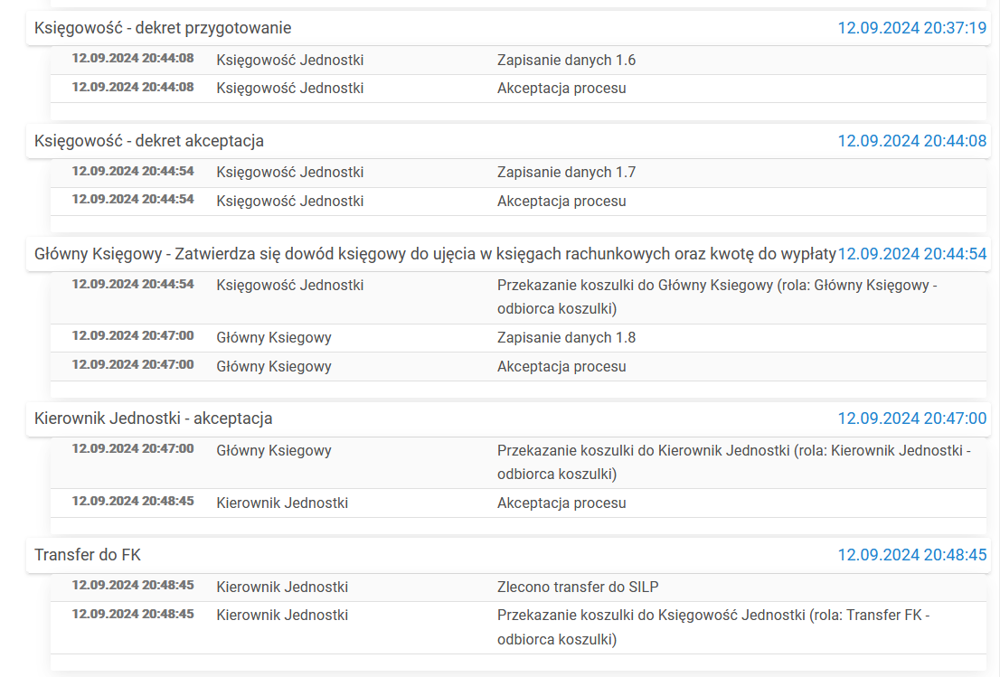 Księgowość - dekret przygotowanie 12.09.2024 20:37:19
12.09.2024 20:44:08 Księgowość Jednostki Zapisanie danych 1.6
12.09.2024 20:44:08 Księgowość Jednostki Akceptacja procesu
Księgowość - dekret akceptacja 12.09.2024 20:44:08
12.09.2024 20:44:54 Księgowość Jednostki Zapisanie danych 1.7
12.09.2024 20:44:54 Księgowość Jednostki Akceptacja procesu
Główny Księgowy - Zatwierdza się dowód księgowy do ujęcia w księgach rachunkowych oraz kwotę do wypłaty 12.09.2024 20:44:54
12.09.2024 20:44:54 Księgowość Jednostki Przekazanie koszulki do Główny Ksiegowy (rola: Główny Księgowy -
odbiorca koszulki)
12.09.2024 20:47:00 Główny Ksiegowy Zapisanie danych 1.8
12.09.2024 20:47:00 Główny Ksiegowy Akceptacja procesu
Kierownik Jednostki - akceptacja 12.09.2024 20:47:00
12.09.2024 20:47:00 Główny Ksiegowy Przekazanie koszulki do Kierownik Jednostki (rola: Kierownik Jednostki -
odbiorca koszulki)
12.09.2024 20:48:45 Kierownik Jednostki Akceptacja procesu
Transfer do FK 12.09.2024 20:48:45
12.09.2024 20:48:45 Kierownik Jednostki Zlecono transfer do SILP
12.09.2024 20:48:45 Kierownik Jednostki Przekazanie koszulki do Księgowość Jednostki (rola: Transfer FK -
odbiorca koszulki)